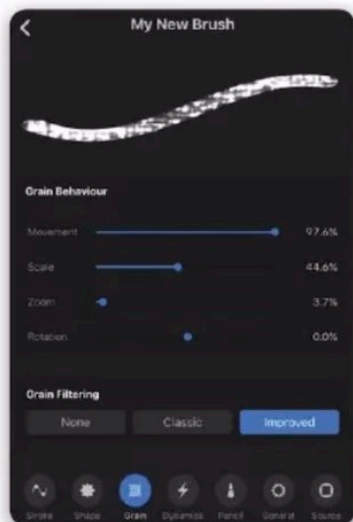 My New Brush
Grain Behaviour
Movement 97.6%
Scale 44.6%
Zoom 3.7%
Rotation 0.0%
Grain Filtering
None Classic Improved
Stroke Shape Grain Dynamics Pencil General Source